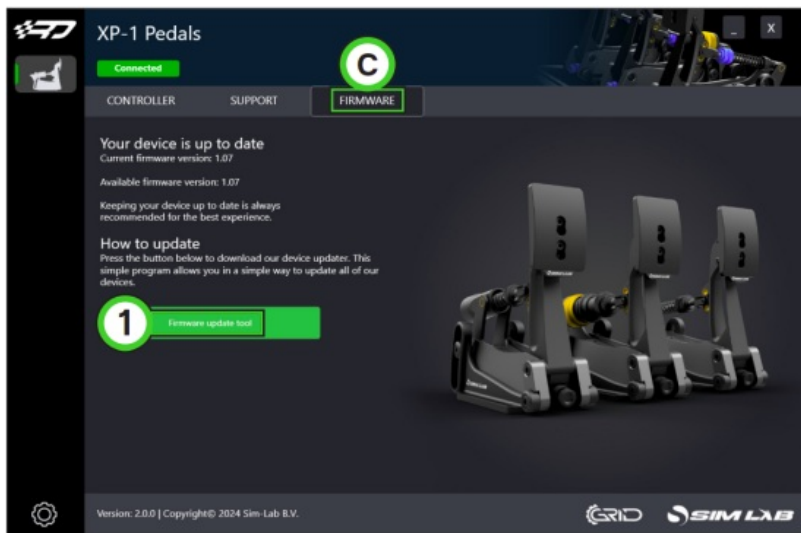 XP-1 Pedals
_ X
Connected
C
CONTROLLER SUPPORT FIRMWARE
Your device is up to date
Current firmware version: 1.07
Available firmware version: 1.07
Keeping your device up to date is always
recommended for the best experience.
How to update
Press the button below to download our device updater. This
simple program allows you in a simple way to update all of our
devices.
1 Firmware update tool
Version: 2.0.0 | Copyright© 2024 Sim-Lab B.V.
GRID SIM LAB